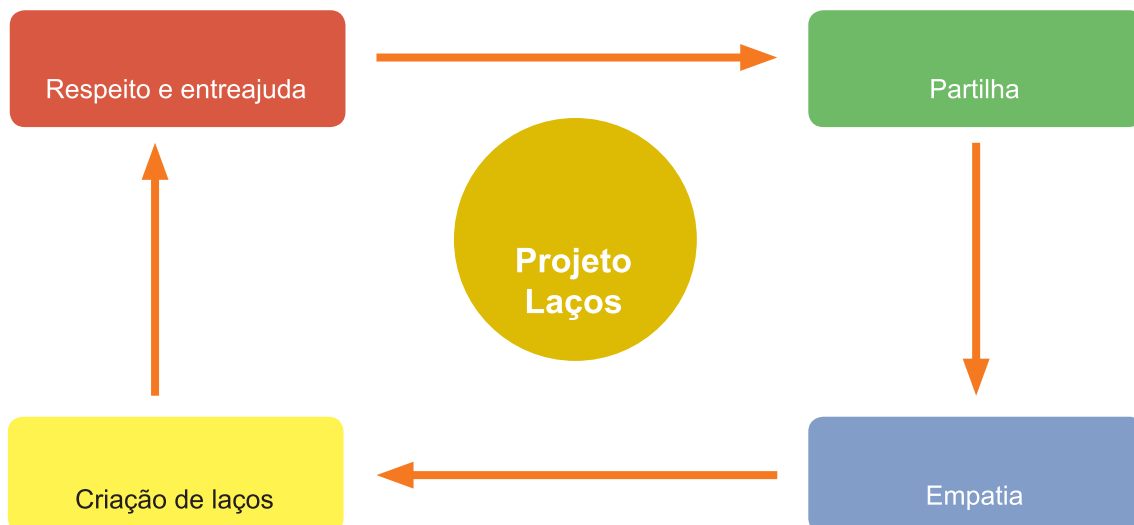 Respeito e entreajuda
Partilha
Projeto
Laços
Criação de laços
Empatia